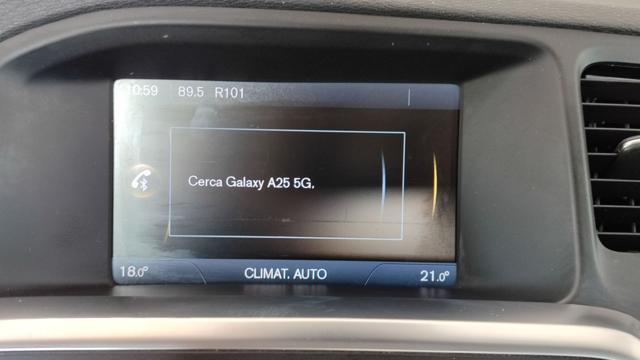 10:59 89.5 R101
Cerca Galaxy A25 5G,
18.0° CLIMAT. AUTO 21.0°